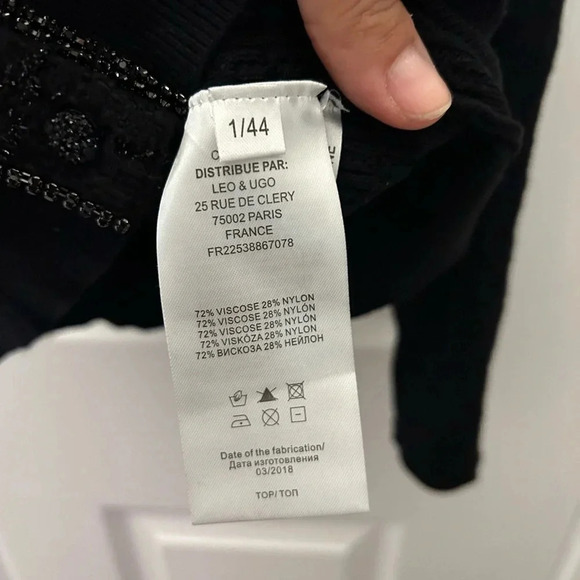 1/44
DISTRIBUE PAR:
LEO & UGO
25 RUE DE CLERY
75002 PARIS
FRANCE
FR22538867078
72% VISCOSE 28% NYLON
72% VISCOSE 28% NYLON
72% VISCOSE 28% NYLÓN
72% VISKÓZA 28% NYLON
72% ВИСКОЗА 28% НЕЙЛОН
Date of the fabrication/
Дата изготовления
03/2018
TOP/ТОП